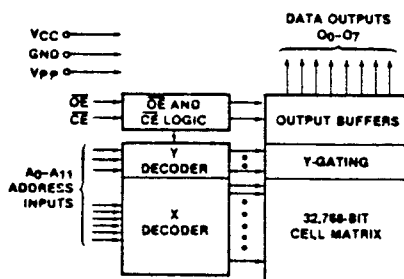 DATA OUTPUTS
O₀–O₇
VCC
GND
VPP
OE
CE
OE AND
CE LOGIC
OUTPUT BUFFERS
A₀–A₁₁
ADDRESS
INPUTS
Y
DECODER
Y-GATING
X
DECODER
32,768-BIT
CELL MATRIX